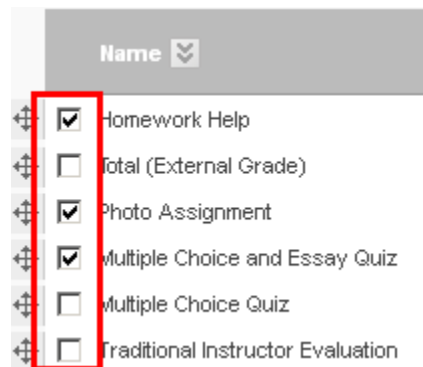 Name
Homework Help
Total (External Grade)
Photo Assignment
Multiple Choice and Essay Quiz
Multiple Choice Quiz
Traditional Instructor Evaluation